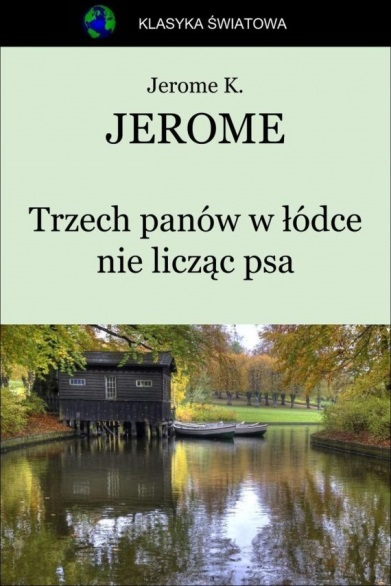 KLASYKA ŚWIATOWA
Jerome K.
JEROME
Trzech panów w łódce
nie licząc psa